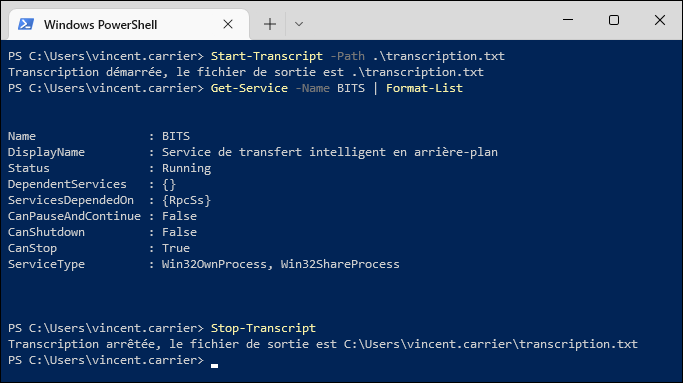 Windows PowerShell
PS C:\Users\vincent.carrier> Start-Transcript -Path .\transcription.txt
Transcription démarrée, le fichier de sortie est .\transcription.txt
PS C:\Users\vincent.carrier> Get-Service -Name BITS | Format-List
Name                : BITS
DisplayName         : Service de transfert intelligent en arrière-plan
Status              : Running
DependentServices   : {}
ServicesDependedOn  : {RpcSs}
CanPauseAndContinue : False
CanShutdown         : False
CanStop             : True
ServiceType         : Win32OwnProcess, Win32ShareProcess
PS C:\Users\vincent.carrier> Stop-Transcript
Transcription arrêtée, le fichier de sortie est C:\Users\vincent.carrier\transcription.txt
PS C:\Users\vincent.carrier>